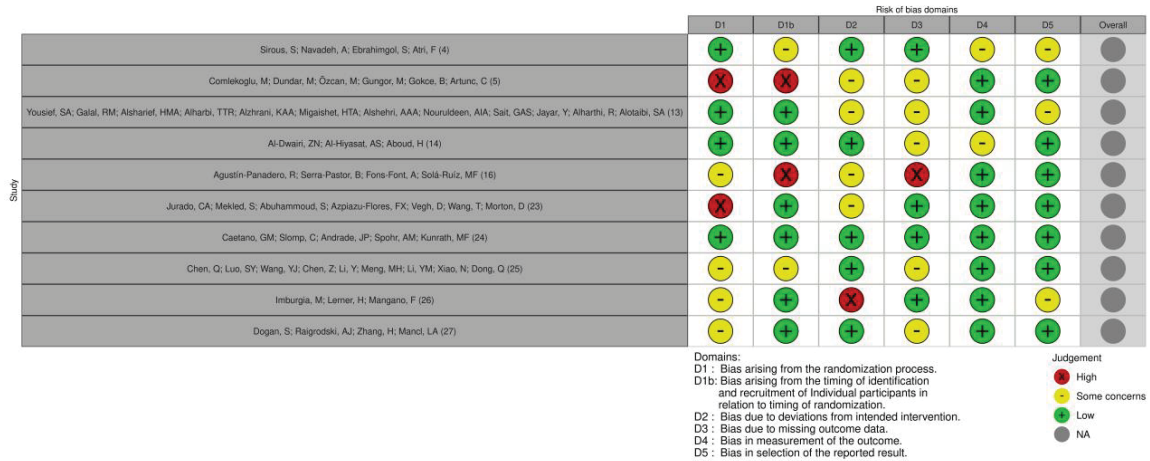 Risk of bias domains
D1 D1b D2 D3 D4 D5 Overall
Study
Sirous, S; Navadeh, A; Ebrahimgol, S; Atri, F (4) + - + + - -
Comlekoglu, M; Dundar, M; Özcan, M; Gungor, M; Gokce, B; Artunc, C (5) X X - - + +
Yousief, SA; Galal, RM; Alsharief, HMA; Alharbi, TTR; Alzhrani, KAA; Migaishet, HTA; Alshehri, AAA; Nouruldeen, AIA; Sait, GAS; Jayar, Y; Alharthi, R; Alotaibi, SA (13) + + - - + -
Al-Dwairi, ZN; Al-Hiyasat, AS; Aboud, H (14) + + + - - +
Agustín-Panadero, R; Serra-Pastor, B; Fons-Font, A; Solá-Ruíz, MF (16) - X - X + +
Jurado, CA; Mekled, S; Abuhammoud, S; Azpiazu-Flores, FX; Vegh, D; Wang, T; Morton, D (23) X + - + + +
Caetano, GM; Slomp, C; Andrade, JP; Spohr, AM; Kunrath, MF (24) + + + + + +
Chen, Q; Luo, SY; Wang, YJ; Chen, Z; Li, Y; Meng, MH; Li, YM; Xiao, N; Dong, Q (25) - - + - + +
Imburgia, M; Lerner, H; Mangano, F (26) - + X + + -
Dogan, S; Raigrodski, AJ; Zhang, H; Mancl, LA (27) - + + - + +
Domains:
D1 : Bias arising from the randomization process.
D1b: Bias arising from the timing of identification
and recruitment of Individual participants in
relation to timing of randomization.
D2 : Bias due to deviations from intended intervention.
D3 : Bias due to missing outcome data.
D4 : Bias in measurement of the outcome.
D5 : Bias in selection of the reported result.
Judgement
X High
- Some concerns
+ Low
NA